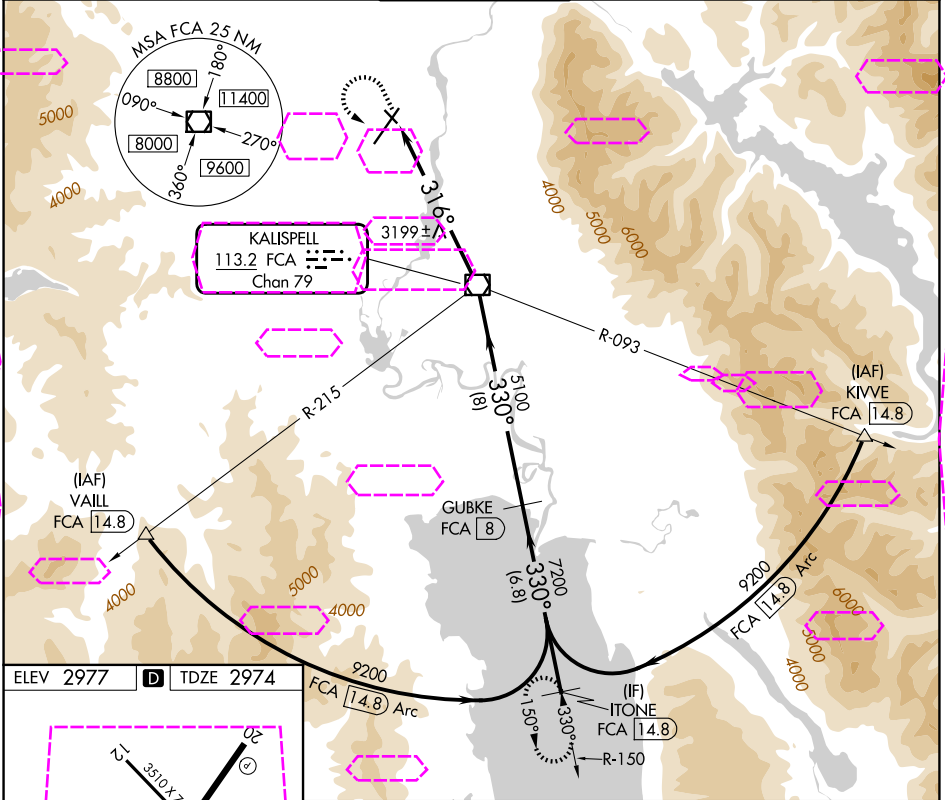 MSA FCA 25 NM
180°
8800
090°
11400
270°
8000
9600
360°
5000
4000
316°
3199 ±
KALISPELL
113.2 FCA
Chan 79
4000
5000
6000
R-093
R-215
5100
330°
(8)
(IAF)
KIVVE
FCA 14.8
(IAF)
VAILL
FCA 14.8
GUBKE
FCA 8
7200
330°
(6.8)
9200
FCA 14.8 Arc
4000
5000
4000
9200
FCA 14.8 Arc
6000
5000
4000
(IF)
ITONE
FCA 14.8
150°
330°
R-150
ELEV 2977
D
TDZE 2974
20
P
12
3510 X